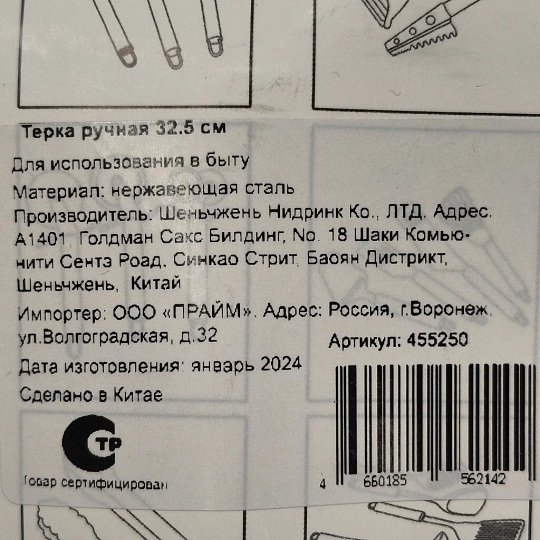 Терка ручная 32.5 см
Для использования в быту
Материал: нержавеющая сталь
Производитель: Шеньчжень Нидринк Ко., ЛТД. Адрес.
А1401, Голдман Сакс Билдинг, No. 18 Шаки Комью-
нити Сентэ Роад, Синкао Стрит, Баоян Дистрикт,
Шеньчжень, Китай
Импортер: ООО «ПРАЙМ». Адрес: Россия, г.Воронеж,
ул.Волгоградская, д.32
Артикул: 455250
Дата изготовления: январь 2024
Сделано в Китае
СТР
Товар сертифицирован
4 660185 562142